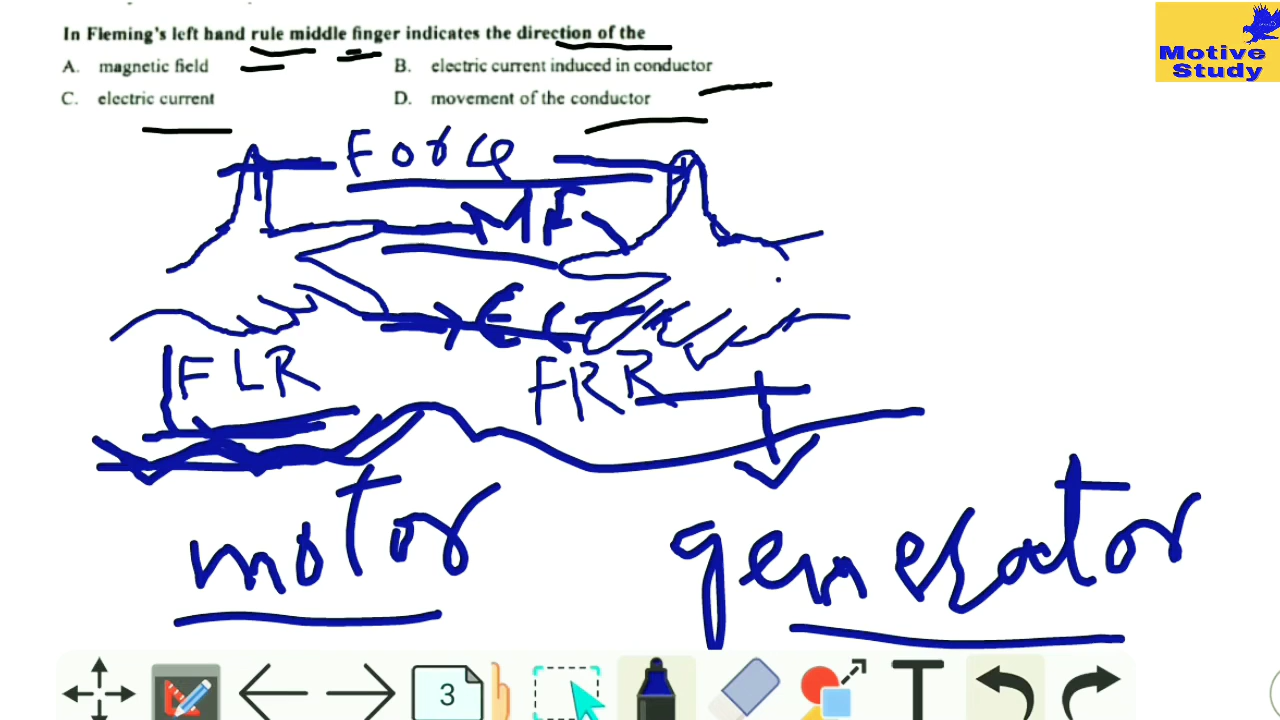 In Fleming's left hand rule middle finger indicates the direction of the
A. magnetic field B. electric current induced in conductor
C. electric current D. movement of the conductor
Motive
Study
Force
MF
EC
FLR FRR
motor generator
3 T